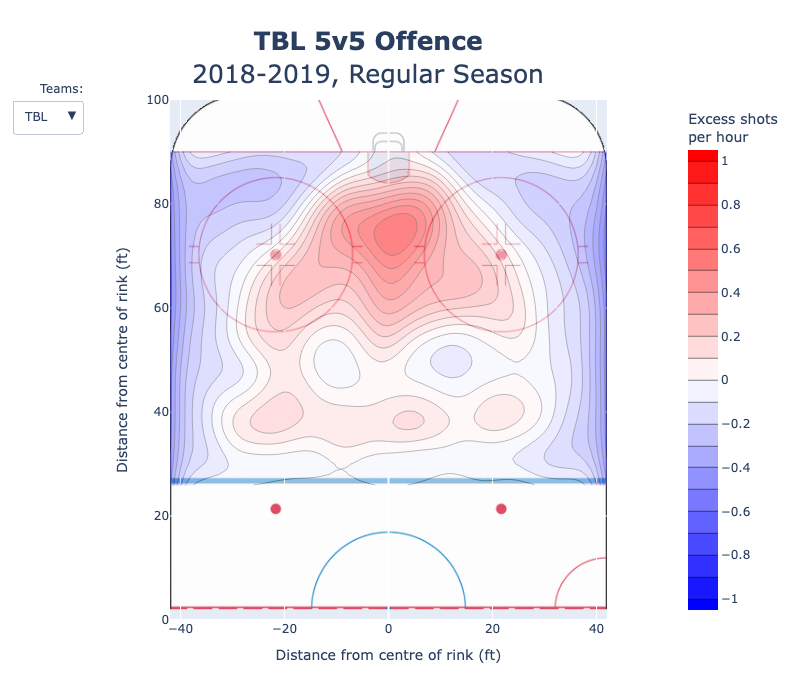 TBL 5v5 Offence
2018-2019, Regular Season
Teams:
TBL ▼
Excess shots
per hour
1
0.8
0.6
0.4
0.2
0
−0.2
−0.4
−0.6
−0.8
−1
Distance from centre of rink (ft)
100
80
60
40
20
0
−40
−20
0
20
40
Distance from centre of rink (ft)